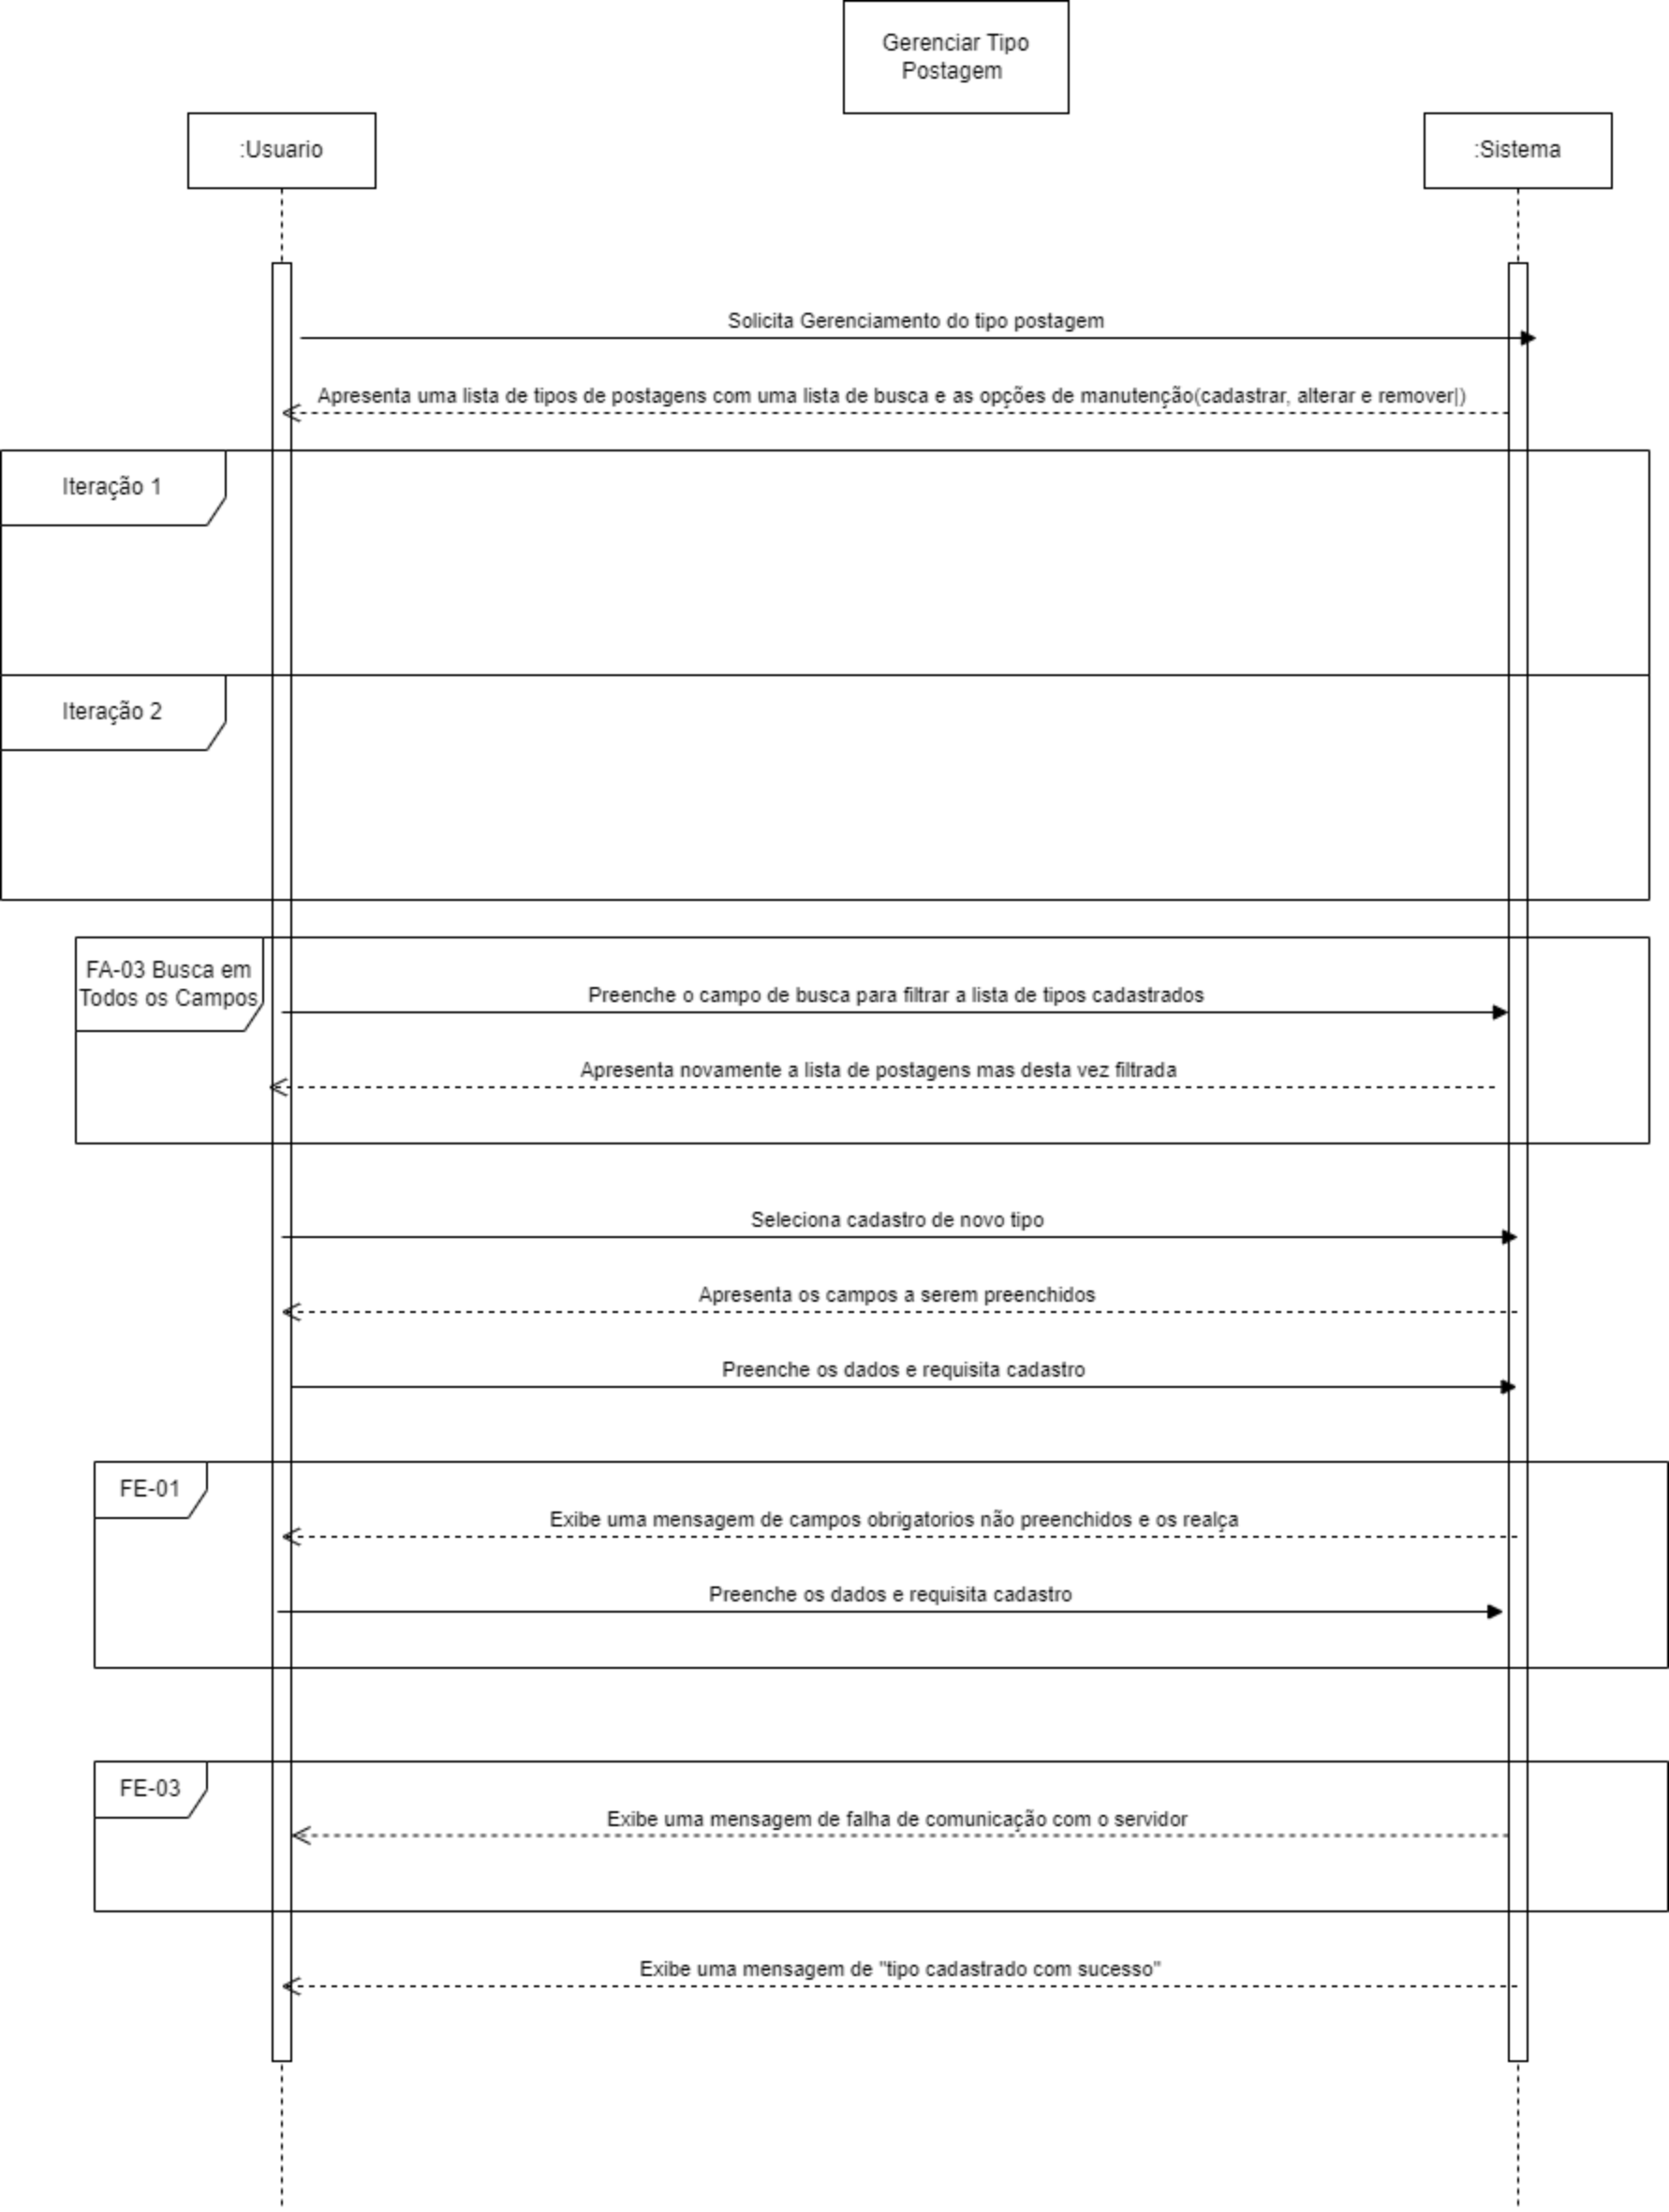 Gerenciar Tipo
Postagem
:Usuario
:Sistema
Solicita Gerenciamento do tipo postagem
Apresenta uma lista de tipos de postagens com uma lista de busca e as opções de manutenção(cadastrar, alterar e remover|)
Iteração 1
Iteração 2
FA-03 Busca em
Todos os Campos
Preenche o campo de busca para filtrar a lista de tipos cadastrados
Apresenta novamente a lista de postagens mas desta vez filtrada
Seleciona cadastro de novo tipo
Apresenta os campos a serem preenchidos
Preenche os dados e requisita cadastro
FE-01
Exibe uma mensagem de campos obrigatorios não preenchidos e os realça
Preenche os dados e requisita cadastro
FE-03
Exibe uma mensagem de falha de comunicação com o servidor
Exibe uma mensagem de "tipo cadastrado com sucesso"